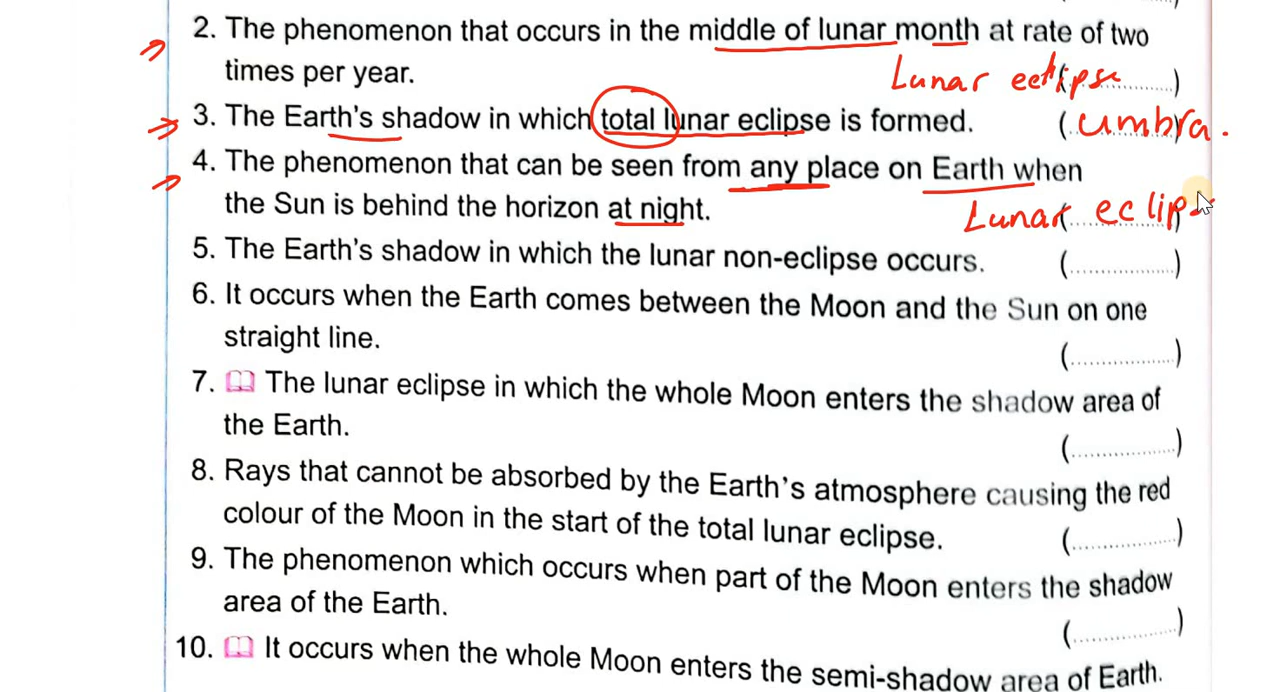 2. The phenomenon that occurs in the middle of lunar month at rate of two
times per year. Lunar eclipse (..................)
3. The Earth's shadow in which total lunar eclipse is formed. (umbra.)
4. The phenomenon that can be seen from any place on Earth when
the Sun is behind the horizon at night. Lunar eclipse (..................)
5. The Earth's shadow in which the lunar non-eclipse occurs. (..................)
6. It occurs when the Earth comes between the Moon and the Sun on one
straight line. (..................)
7. The lunar eclipse in which the whole Moon enters the shadow area of
the Earth. (..................)
8. Rays that cannot be absorbed by the Earth's atmosphere causing the red
colour of the Moon in the start of the total lunar eclipse. (..................)
9. The phenomenon which occurs when part of the Moon enters the shadow
area of the Earth. (..................)
10. It occurs when the whole Moon enters the semi-shadow area of Earth.